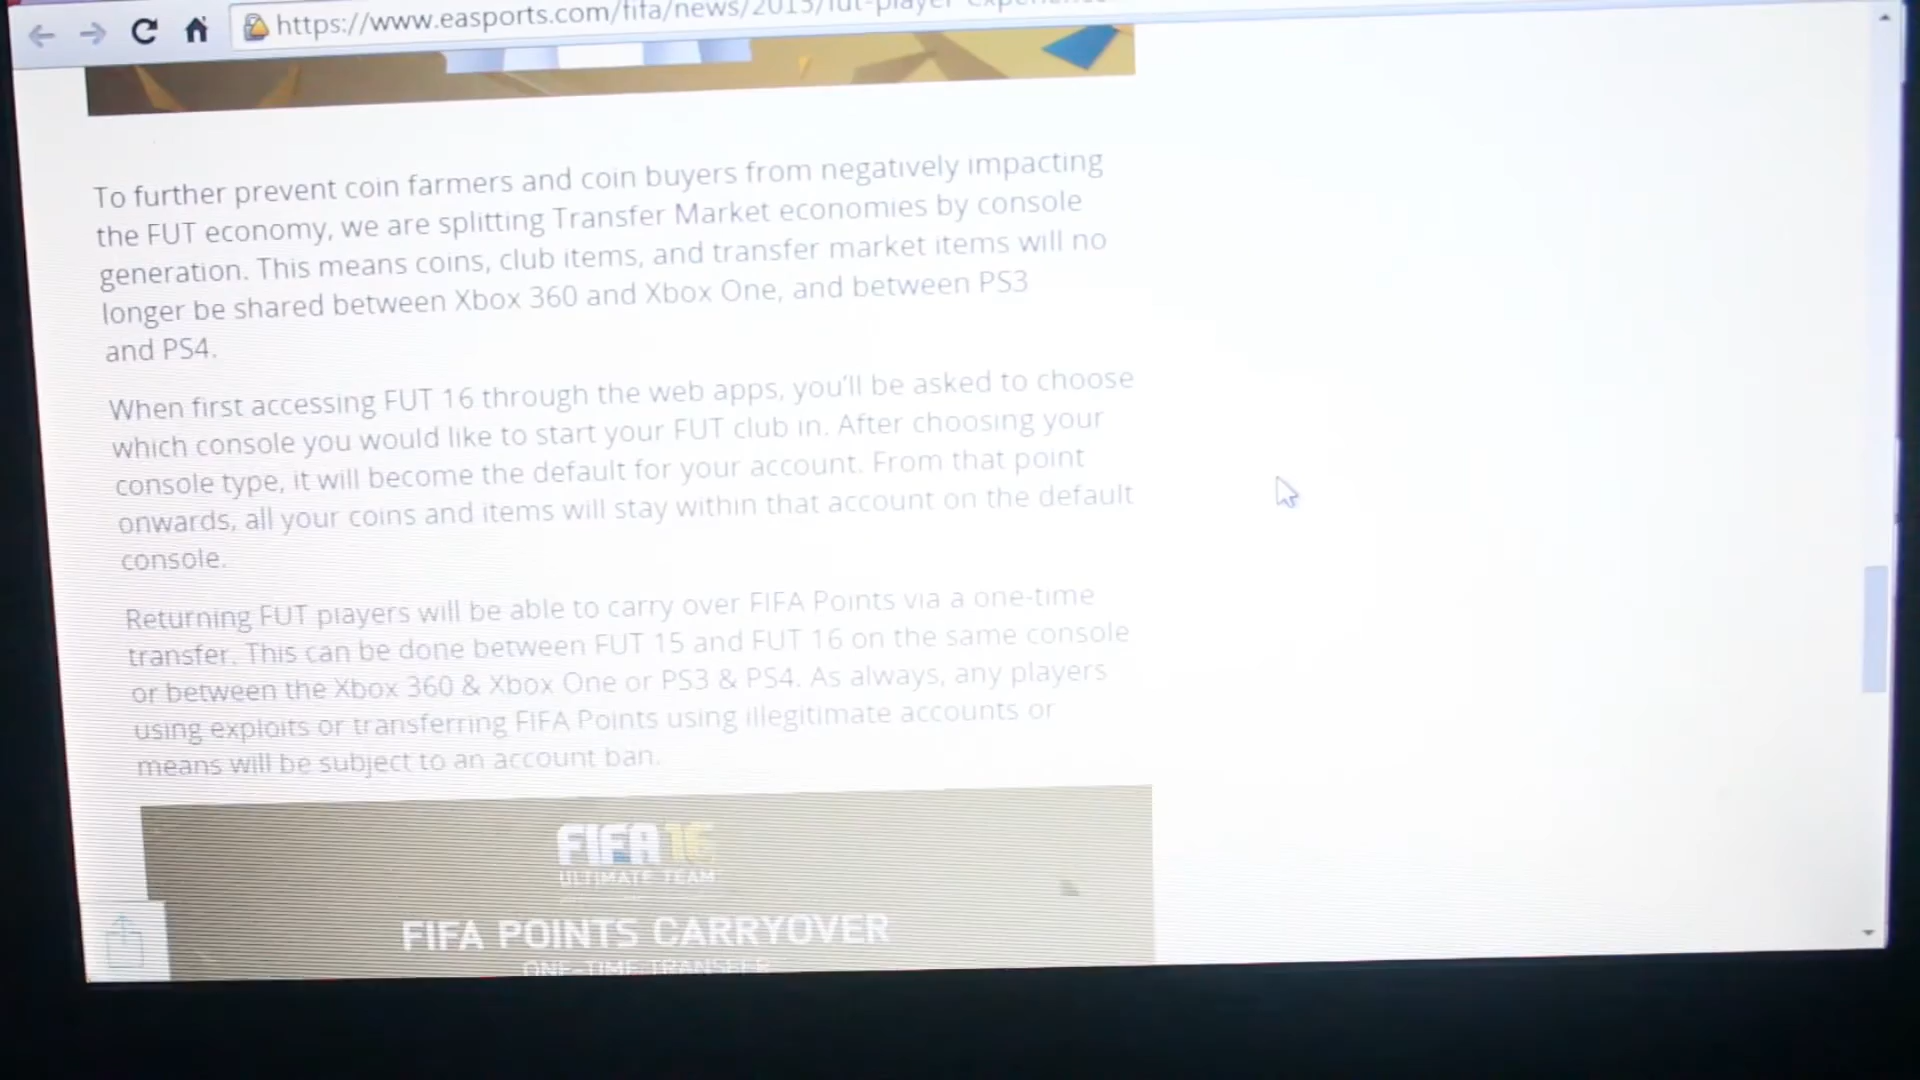 https://www.easports.com/fifa/news/2015/fut-player-
To further prevent coin farmers and coin buyers from negatively impacting
the FUT economy, we are splitting Transfer Market economies by console
generation. This means coins, club items, and transfer market items will no
longer be shared between Xbox 360 and Xbox One, and between PS3
and PS4.
When first accessing FUT 16 through the web apps, you'll be asked to choose
which console you would like to start your FUT club in. After choosing your
console type, it will become the default for your account. From that point
onwards, all your coins and items will stay within that account on the default
console.
Returning FUT players will be able to carry over FIFA Points via a one-time
transfer. This can be done between FUT 15 and FUT 16 on the same console
or between the Xbox 360 & Xbox One or PS3 & PS4. As always, any players
using exploits or transferring FIFA Points using illegitimate accounts or
means will be subject to an account ban.
FIFA 16
ULTIMATE TEAM
FIFA POINTS CARRYOVER
ONE-TIME TRANSFER